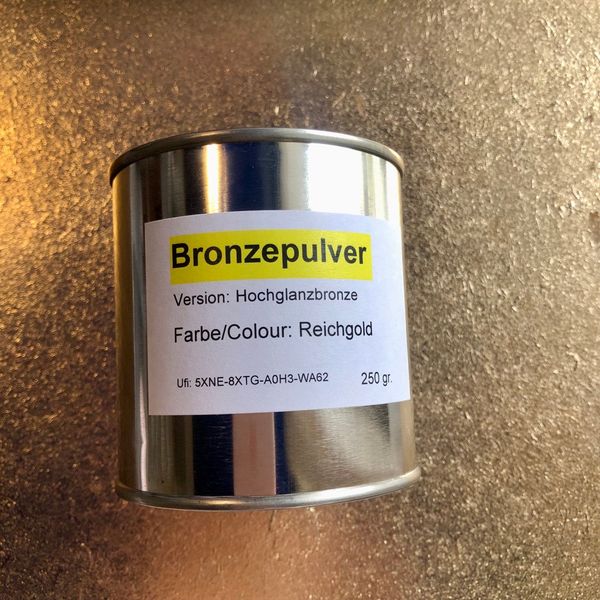 Bronzepulver
Version: Hochglanzbronze
Farbe/Colour: Reichgold
Ufi: 5XNE-8XTG-A0H3-WA62 250 gr.